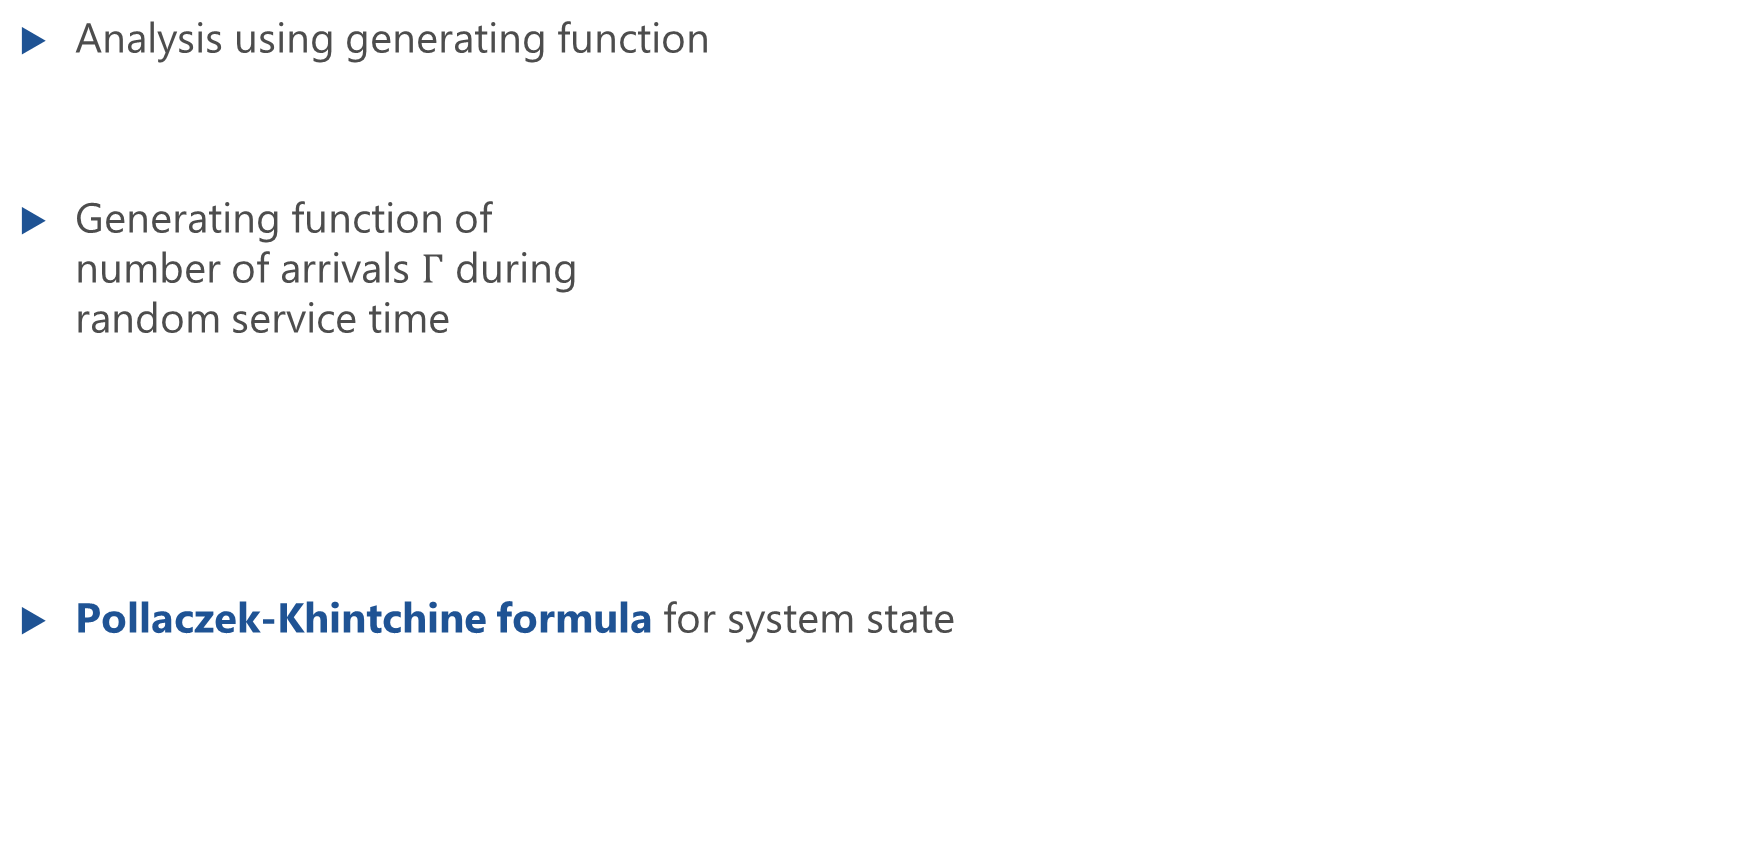 Analysis using generating function
Generating function of
number of arrivals Γ during
random service time
Pollaczek-Khintchine formula for system state